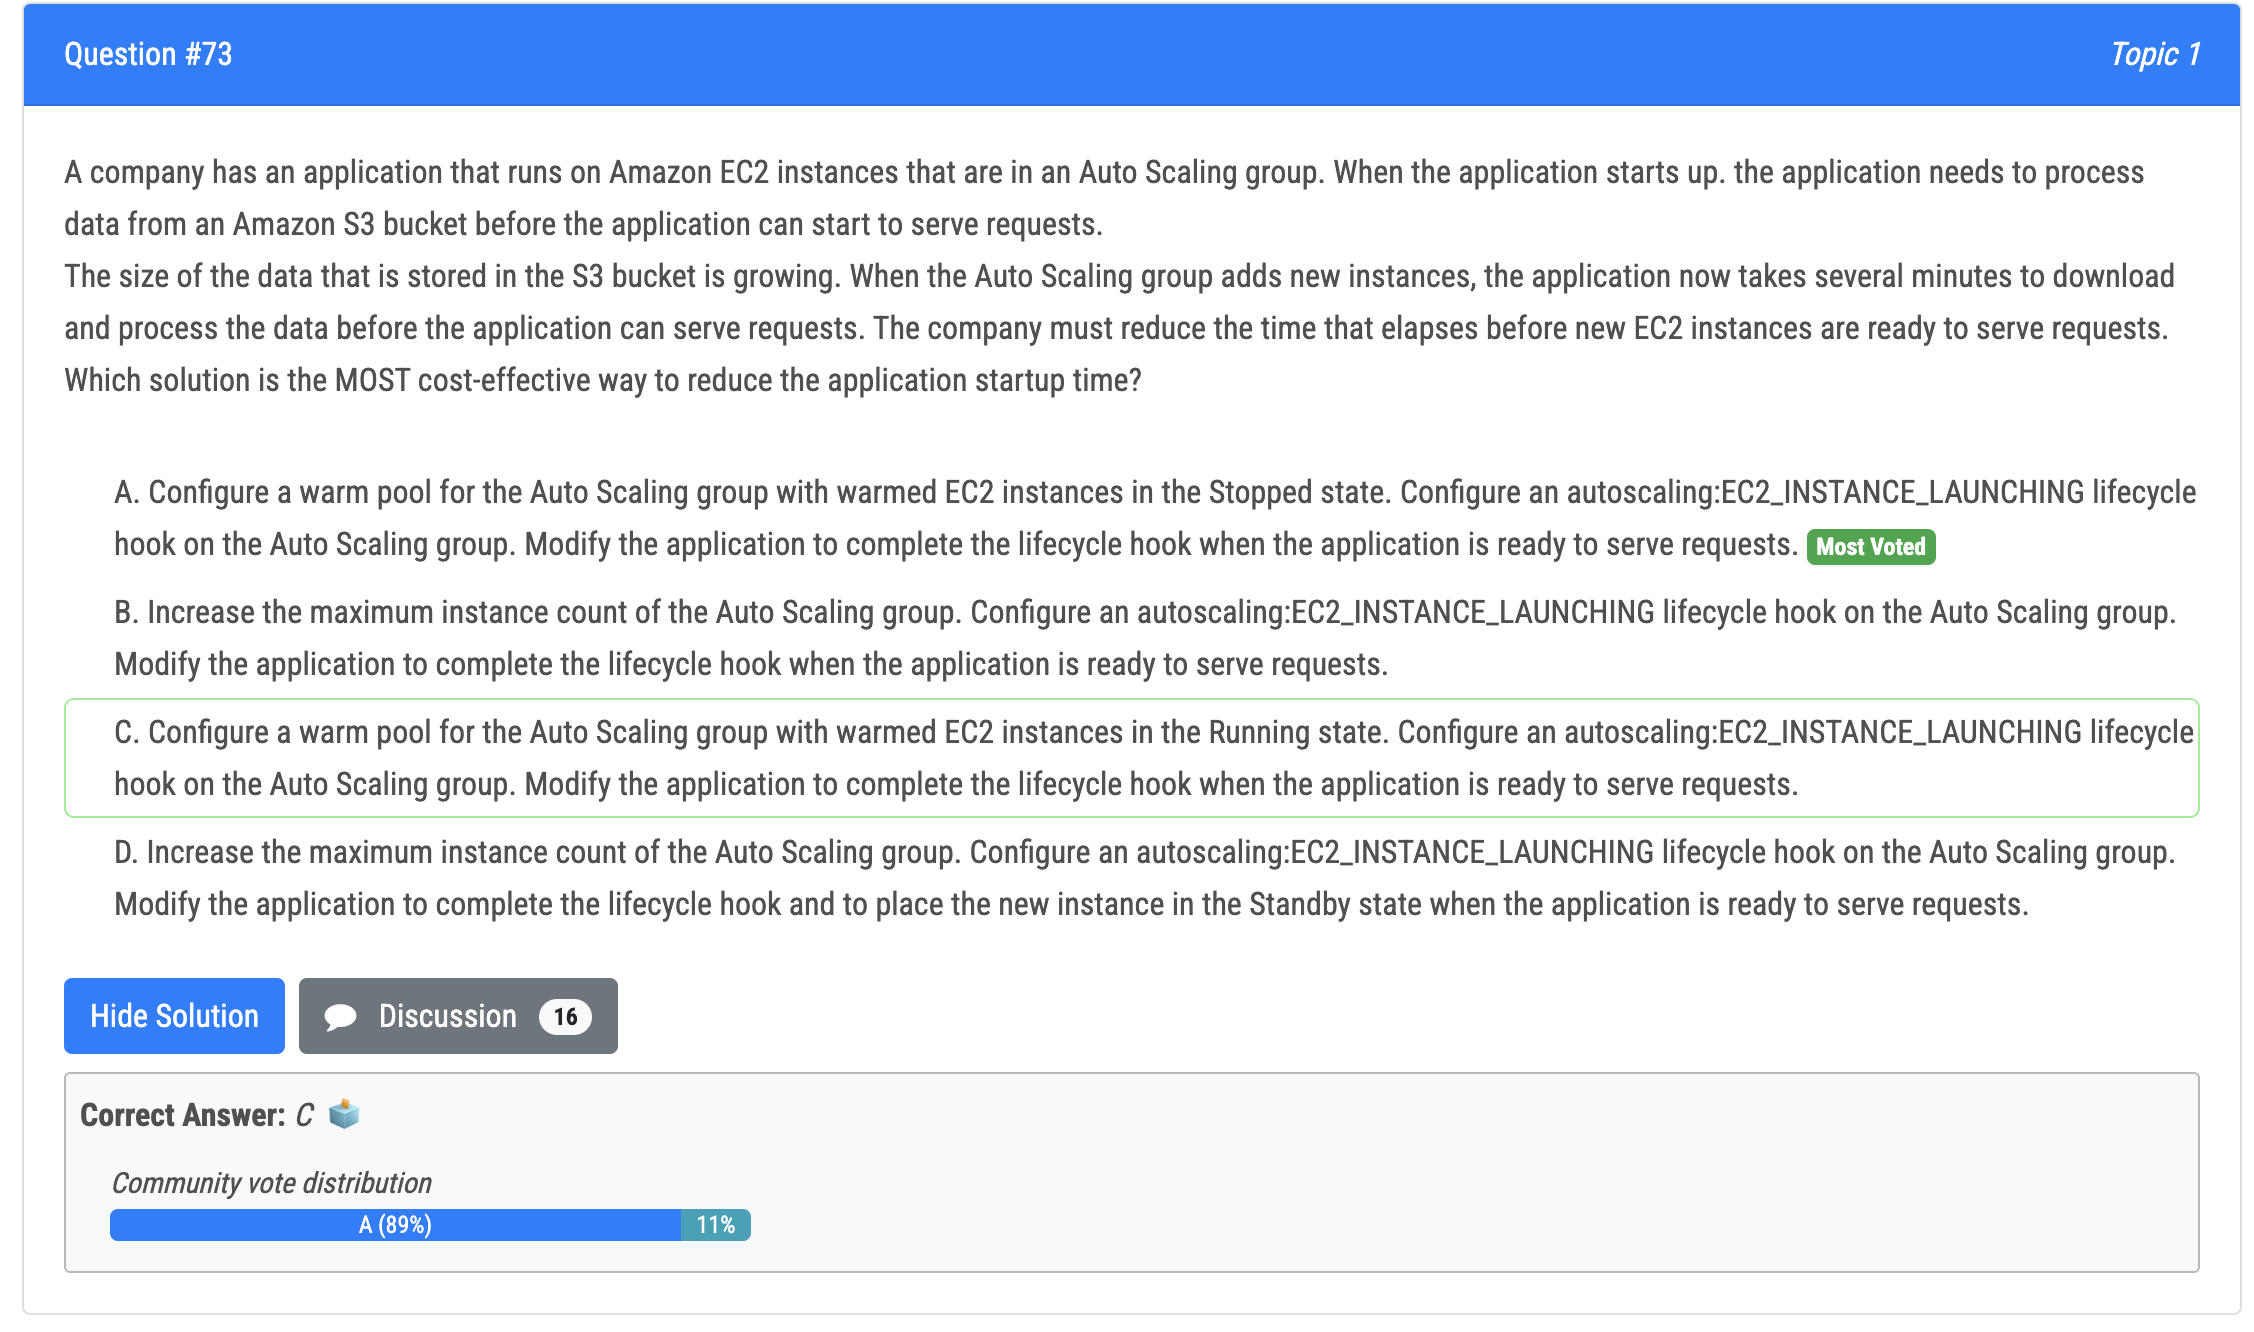 Question #73
Topic 1
A company has an application that runs on Amazon EC2 instances that are in an Auto Scaling group. When the application starts up. the application needs to process
data from an Amazon S3 bucket before the application can start to serve requests.
The size of the data that is stored in the S3 bucket is growing. When the Auto Scaling group adds new instances, the application now takes several minutes to download
and process the data before the application can serve requests. The company must reduce the time that elapses before new EC2 instances are ready to serve requests.
Which solution is the MOST cost-effective way to reduce the application startup time?
A. Configure a warm pool for the Auto Scaling group with warmed EC2 instances in the Stopped state. Configure an autoscaling:EC2_INSTANCE_LAUNCHING lifecycle
hook on the Auto Scaling group. Modify the application to complete the lifecycle hook when the application is ready to serve requests. Most Voted
B. Increase the maximum instance count of the Auto Scaling group. Configure an autoscaling:EC2_INSTANCE_LAUNCHING lifecycle hook on the Auto Scaling group.
Modify the application to complete the lifecycle hook when the application is ready to serve requests.
C. Configure a warm pool for the Auto Scaling group with warmed EC2 instances in the Running state. Configure an autoscaling:EC2_INSTANCE_LAUNCHING lifecycle
hook on the Auto Scaling group. Modify the application to complete the lifecycle hook when the application is ready to serve requests.
D. Increase the maximum instance count of the Auto Scaling group. Configure an autoscaling:EC2_INSTANCE_LAUNCHING lifecycle hook on the Auto Scaling group.
Modify the application to complete the lifecycle hook and to place the new instance in the Standby state when the application is ready to serve requests.
Hide Solution
Discussion 16
Correct Answer: C
Community vote distribution
A (89%)
11%